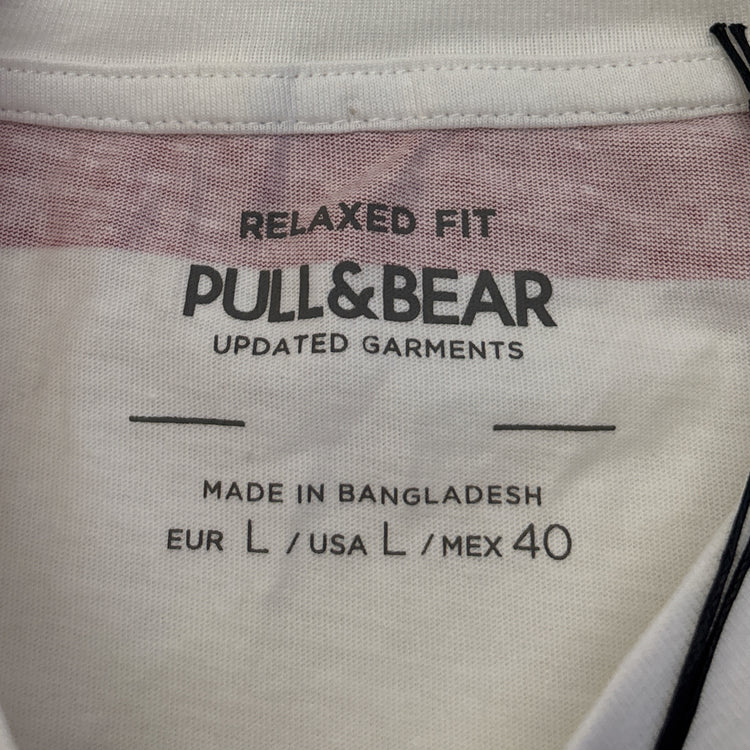 RELAXED FIT
PULL&BEAR
UPDATED GARMENTS
MADE IN BANGLADESH
EUR L / USA L / MEX 40